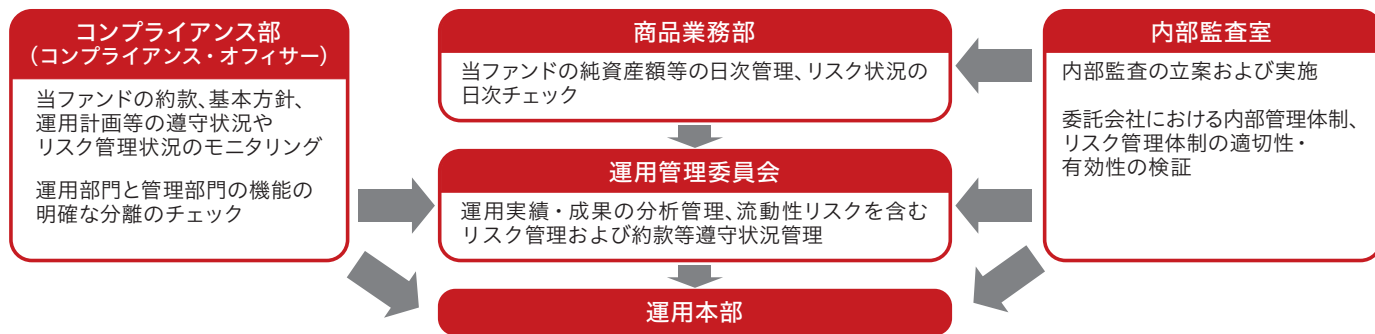 コンプライアンス部
（コンプライアンス・オフィサー）
当ファンドの約款、基本方針、
運用計画等の遵守状況や
リスク管理状況のモニタリング
運用部門と管理部門の機能の
明確な分離のチェック
商品業務部
当ファンドの純資産額等の日次管理、リスク状況の
日次チェック
運用管理委員会
運用実績・成果の分析管理、流動性リスクを含む
リスク管理および約款等遵守状況管理
運用本部
内部監査室
内部監査の立案および実施
委託会社における内部管理体制、
リスク管理体制の適切性・
有効性の検証